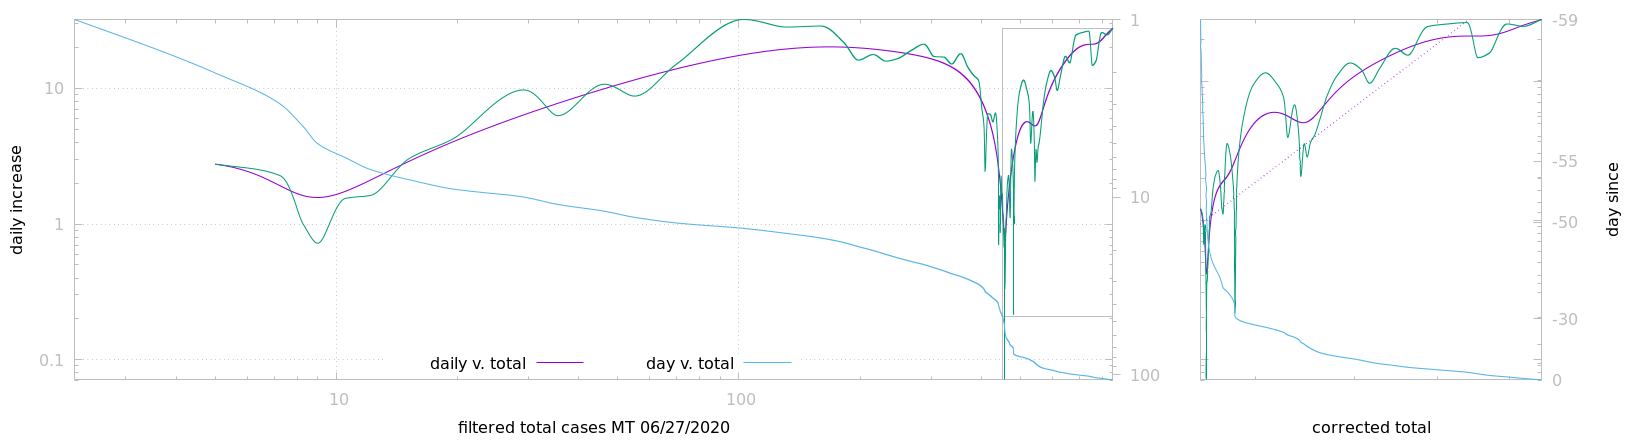 daily increase
10
1
0.1
daily v. total
day v. total
10
100
filtered total cases MT 06/27/2020
1
10
100
-59
-55
-50
-30
0
day since
corrected total